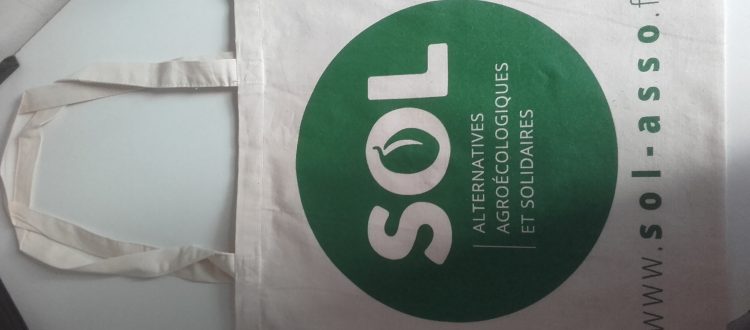 SOL
ALTERNATIVES
AGROÉCOLOGIQUES
ET SOLIDAIRES
www.sol-asso.f